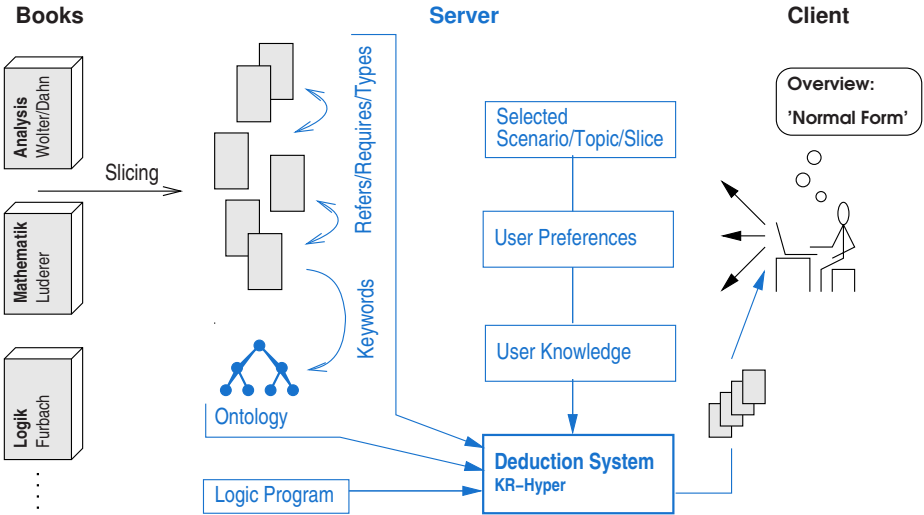 Books
Server
Client
Analysis
Wolter/Dahn
Mathematik
Luderer
Logik
Furbach
Slicing
Refers/Requires/Types
Keywords
Ontology
Logic Program
Selected
Scenario/Topic/Slice
User Preferences
User Knowledge
Deduction System
KR−Hyper
Overview:
’Normal Form’